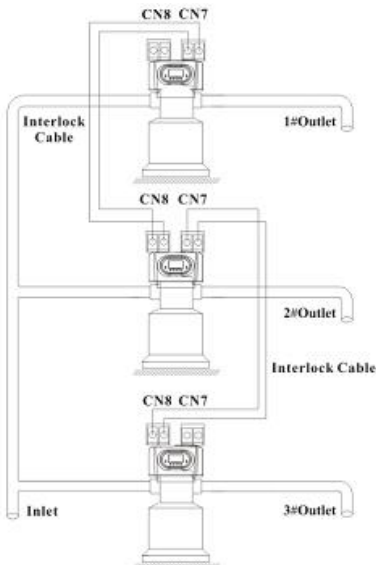 CN8 CN7
Interlock
Cable
1#Outlet
CN8 CN7
2#Outlet
Interlock Cable
CN8 CN7
Inlet
3#Outlet